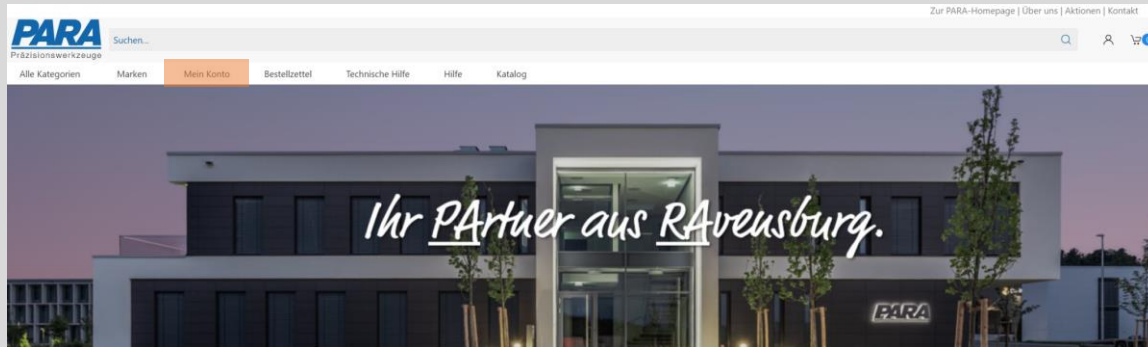 Zur PARA-Homepage | Über uns | Aktionen | Kontakt
PARA
Präzisionswerkzeuge
Suchen...
Alle Kategorien Marken Mein Konto Bestellzettel Technische Hilfe Hilfe Katalog
Ihr PArtner aus RAvensburg.
PARA